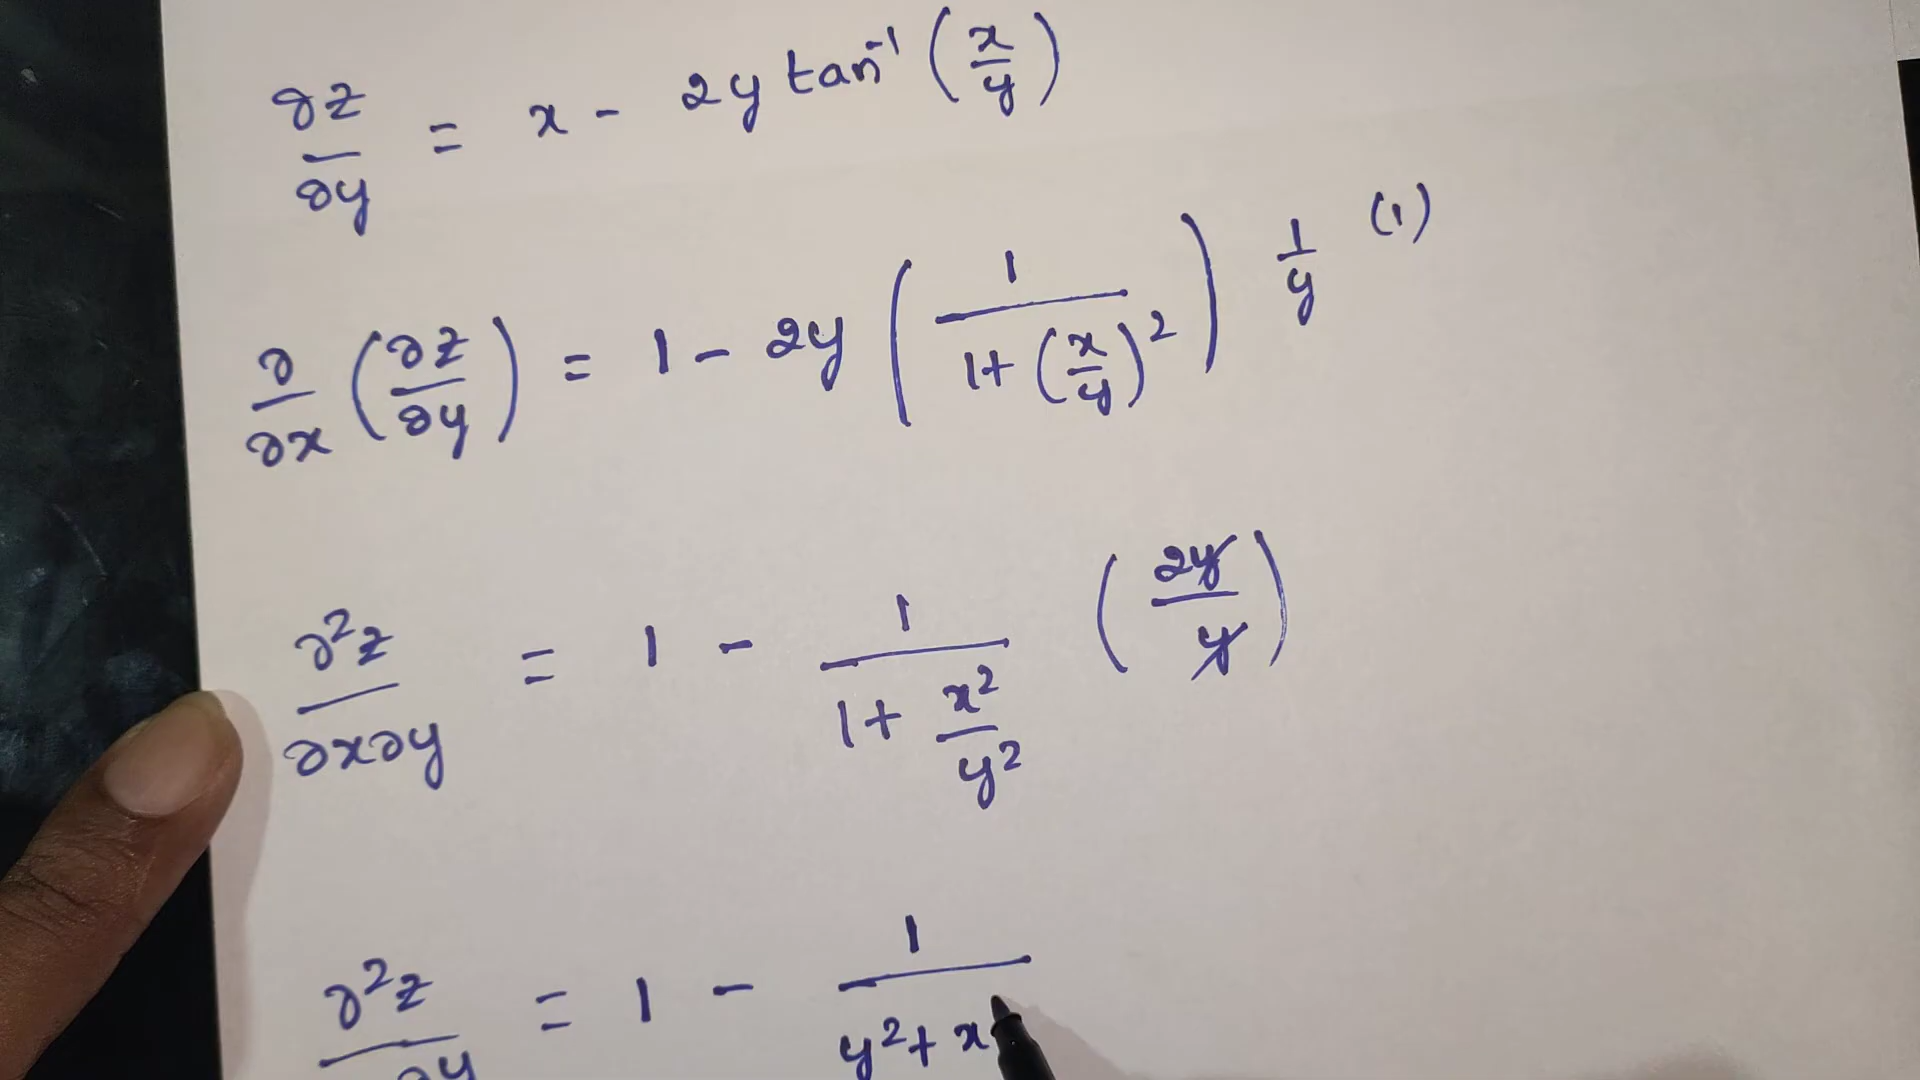 ∂z/∂y = x - 2y tan⁻¹ (x/y)
∂/∂x (∂z/∂y) = 1 - 2y (1/(1+(x/y)²)) 1/y (1)
∂²z/∂x∂y = 1 - 1/(1+x²/y²) (2y/y)
∂²z/∂y = 1 - 1/(y²+x